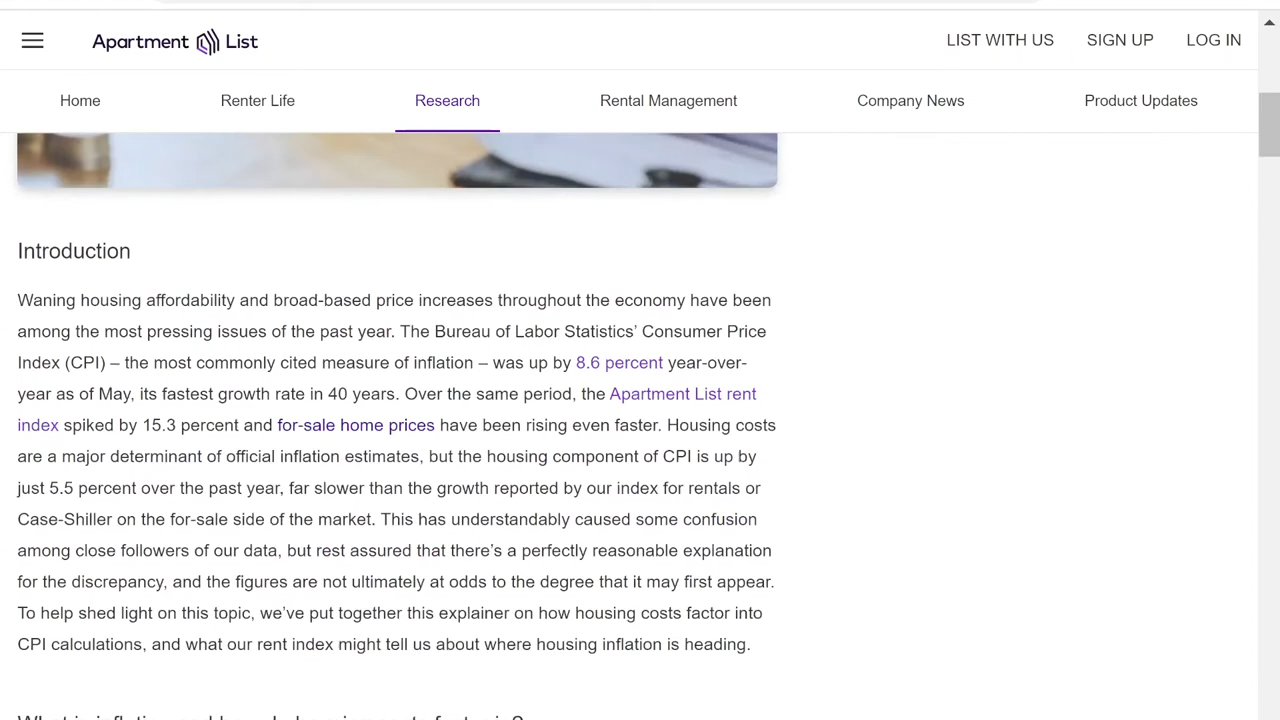 Apartment List
LIST WITH US SIGN UP LOG IN
Home Renter Life Research Rental Management Company News Product Updates
Introduction
Waning housing affordability and broad-based price increases throughout the economy have been
among the most pressing issues of the past year. The Bureau of Labor Statistics’ Consumer Price
Index (CPI) – the most commonly cited measure of inflation – was up by 8.6 percent year-over-
year as of May, its fastest growth rate in 40 years. Over the same period, the Apartment List rent
index spiked by 15.3 percent and for-sale home prices have been rising even faster. Housing costs
are a major determinant of official inflation estimates, but the housing component of CPI is up by
just 5.5 percent over the past year, far slower than the growth reported by our index for rentals or
Case-Shiller on the for-sale side of the market. This has understandably caused some confusion
among close followers of our data, but rest assured that there’s a perfectly reasonable explanation
for the discrepancy, and the figures are not ultimately at odds to the degree that it may first appear.
To help shed light on this topic, we’ve put together this explainer on how housing costs factor into
CPI calculations, and what our rent index might tell us about where housing inflation is heading.